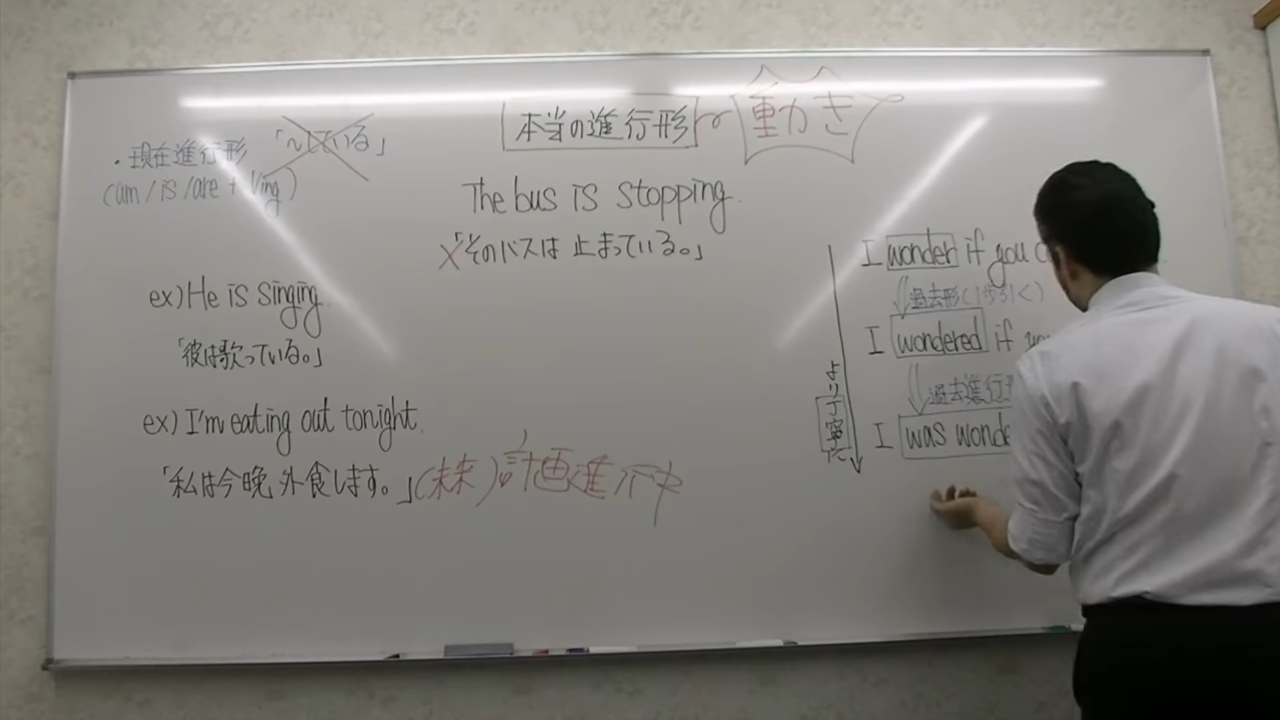 本当の進行形 動き
・現在進行形 「~している」
(am/is/are + Ving)
The bus is stopping.
×「そのバスは 止まっている。」
ex) He is singing.
「彼は歌っている。」
ex) I'm eating out tonight.
「私は今晩 外食します。」(未来) 計画進行中
I wonder if you
過去形(1歩引く)
I wondered if
過去進行
I was
より丁寧に